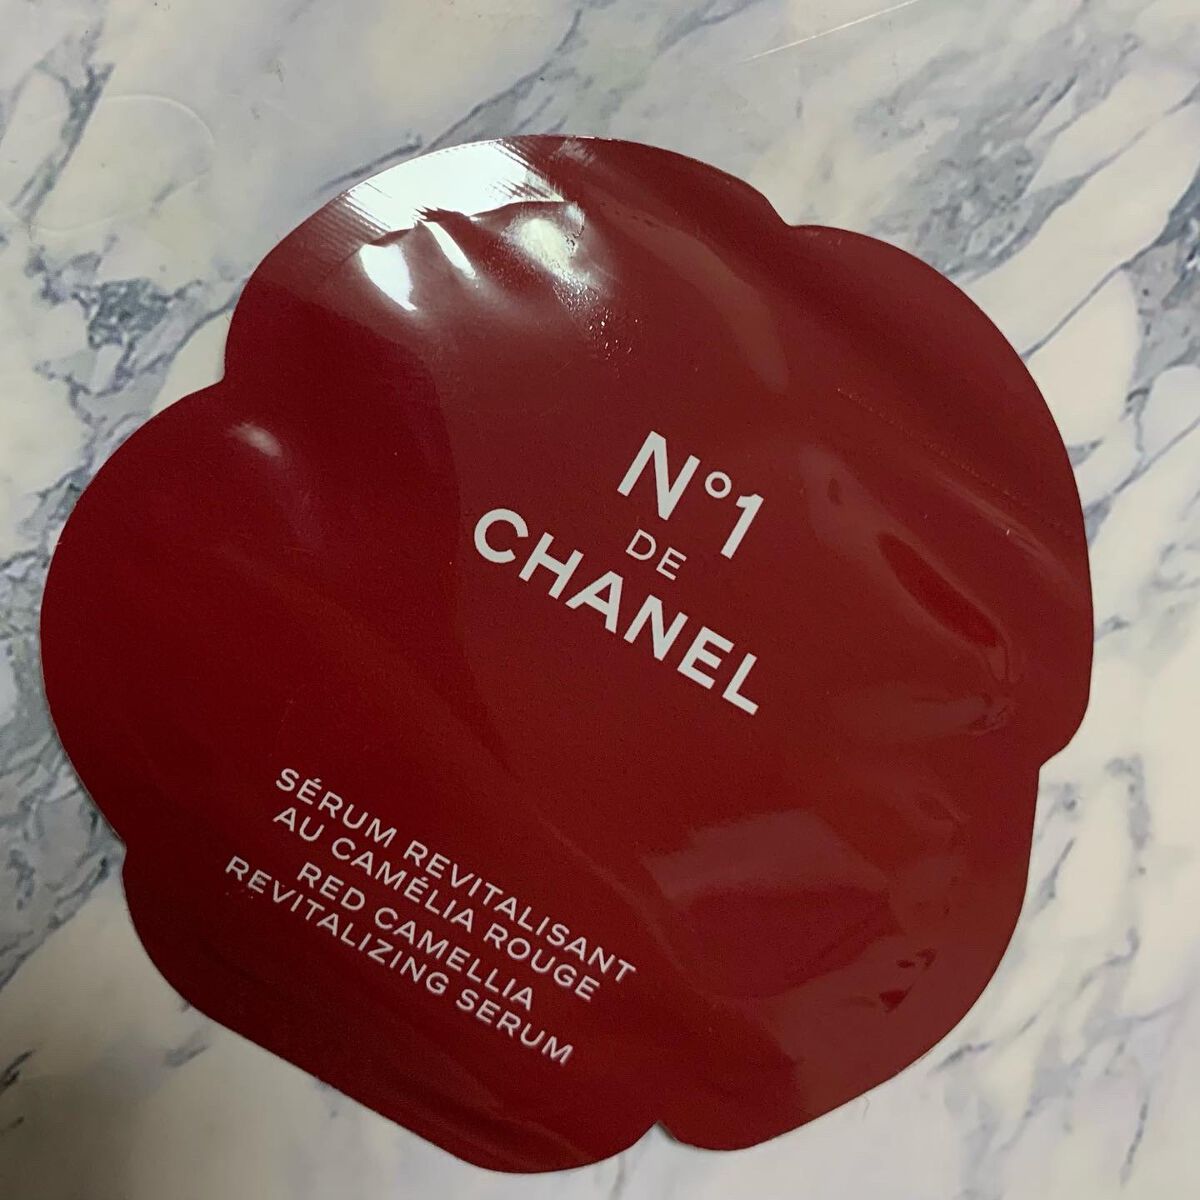 N°1
DE
CHANEL
SÉRUM REVITALISANT
AU CAMÉLIA ROUGE
RED CAMELLIA
REVITALIZING SERUM